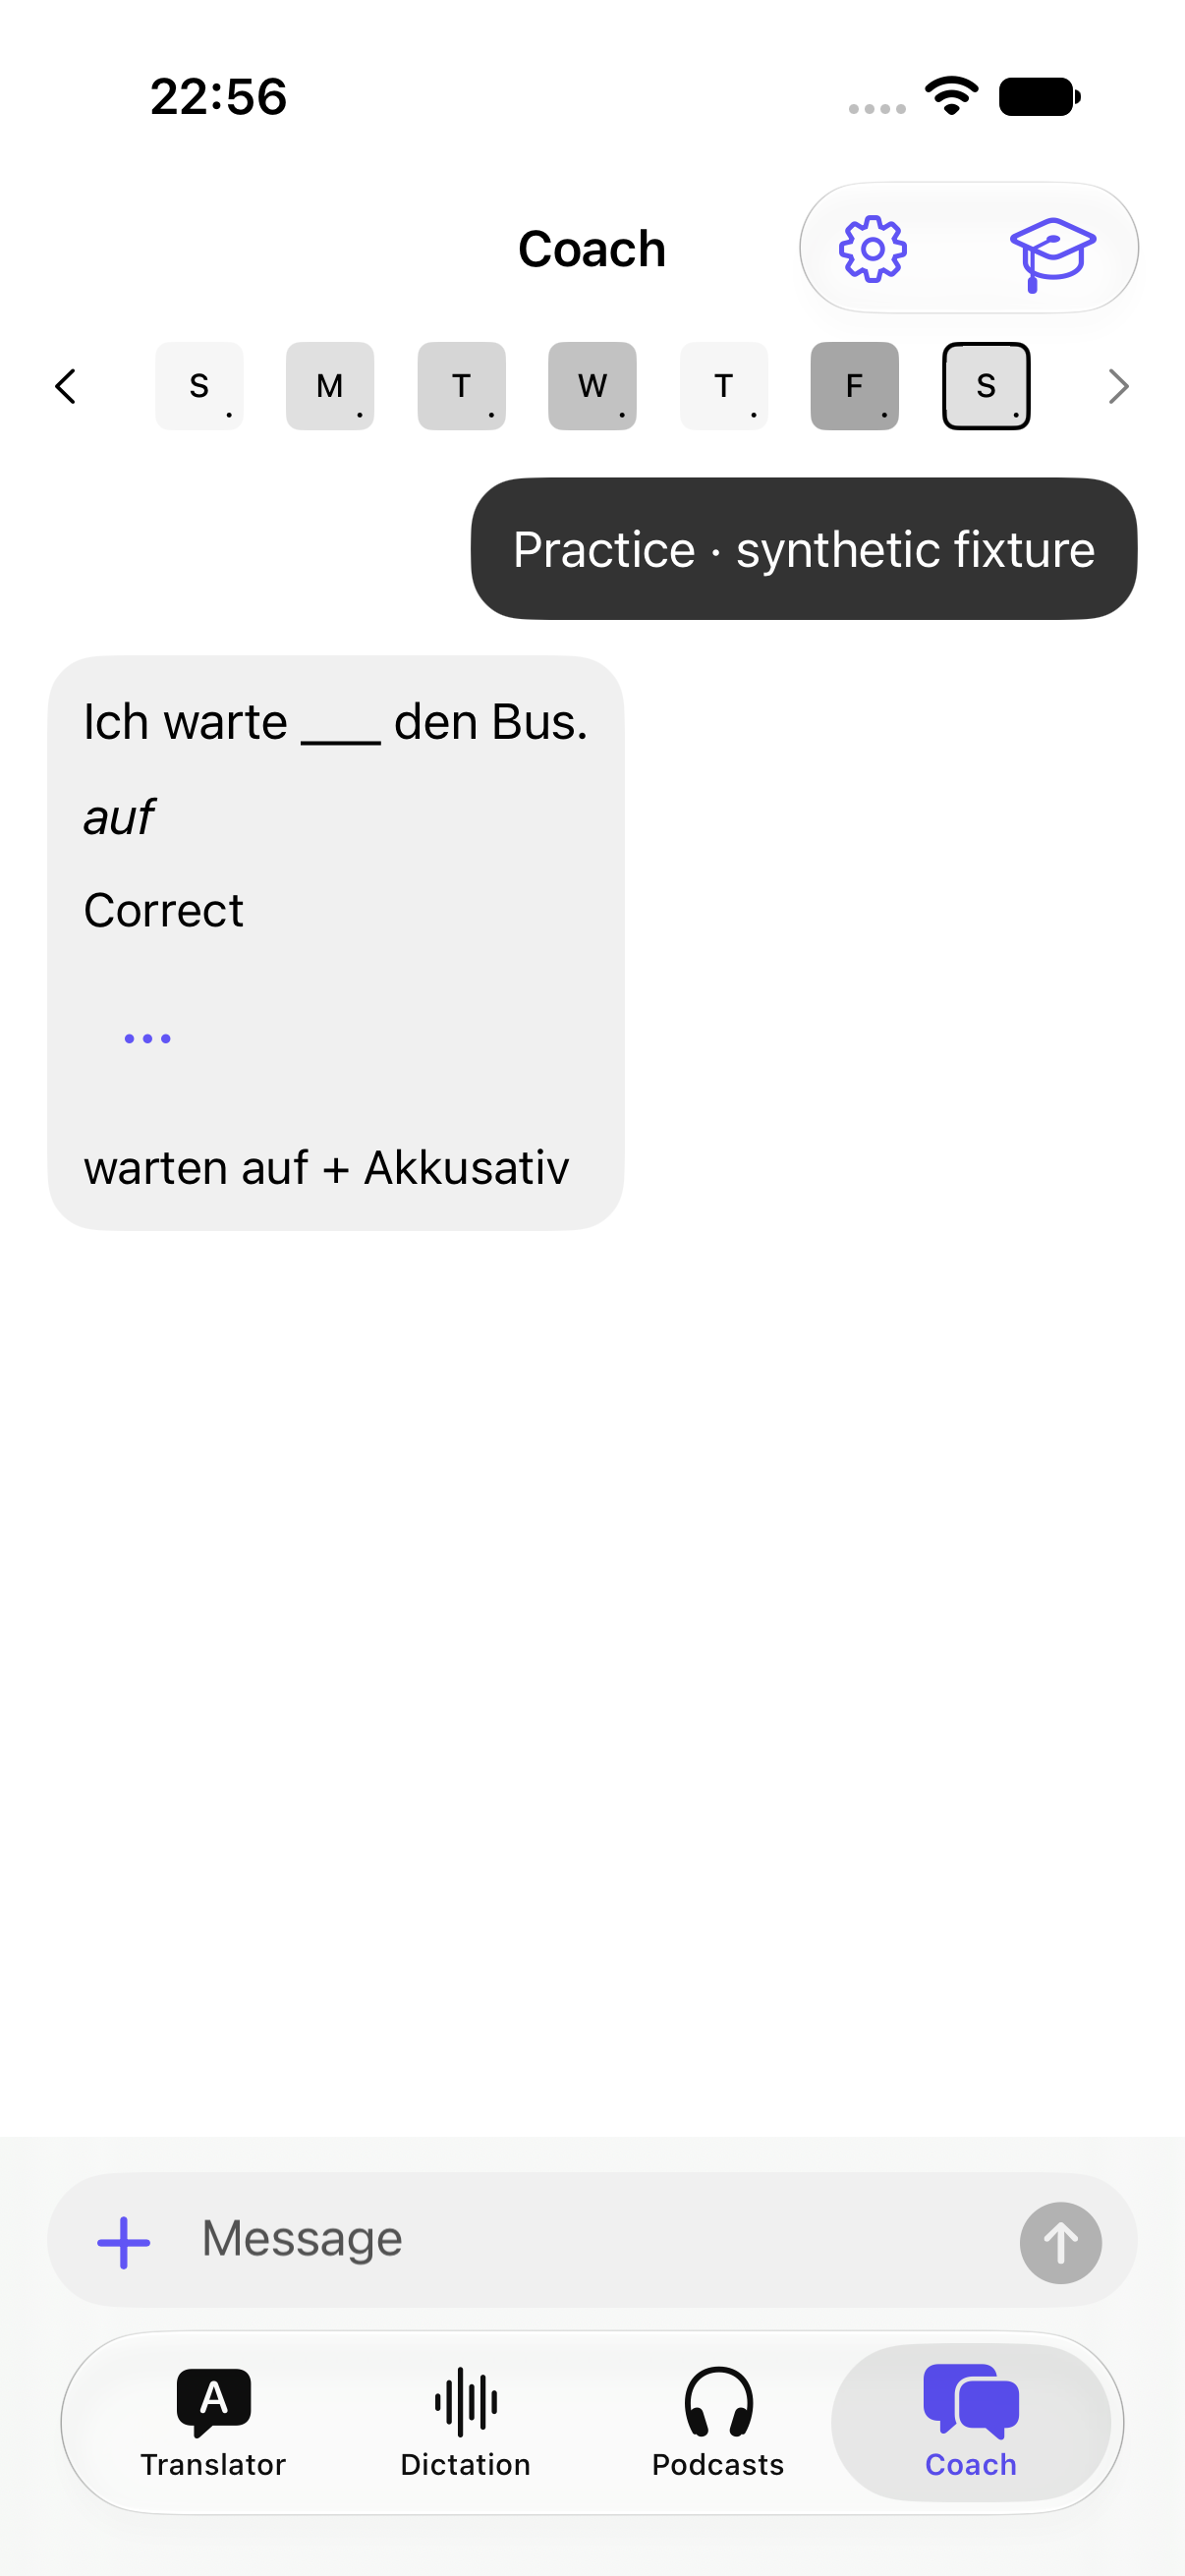 22:56
Coach
S M T W T F S
Practice · synthetic fixture
Ich warte ____ den Bus.
auf
Correct
...
warten auf + Akkusativ
Message
A
Translator Dictation Podcasts Coach